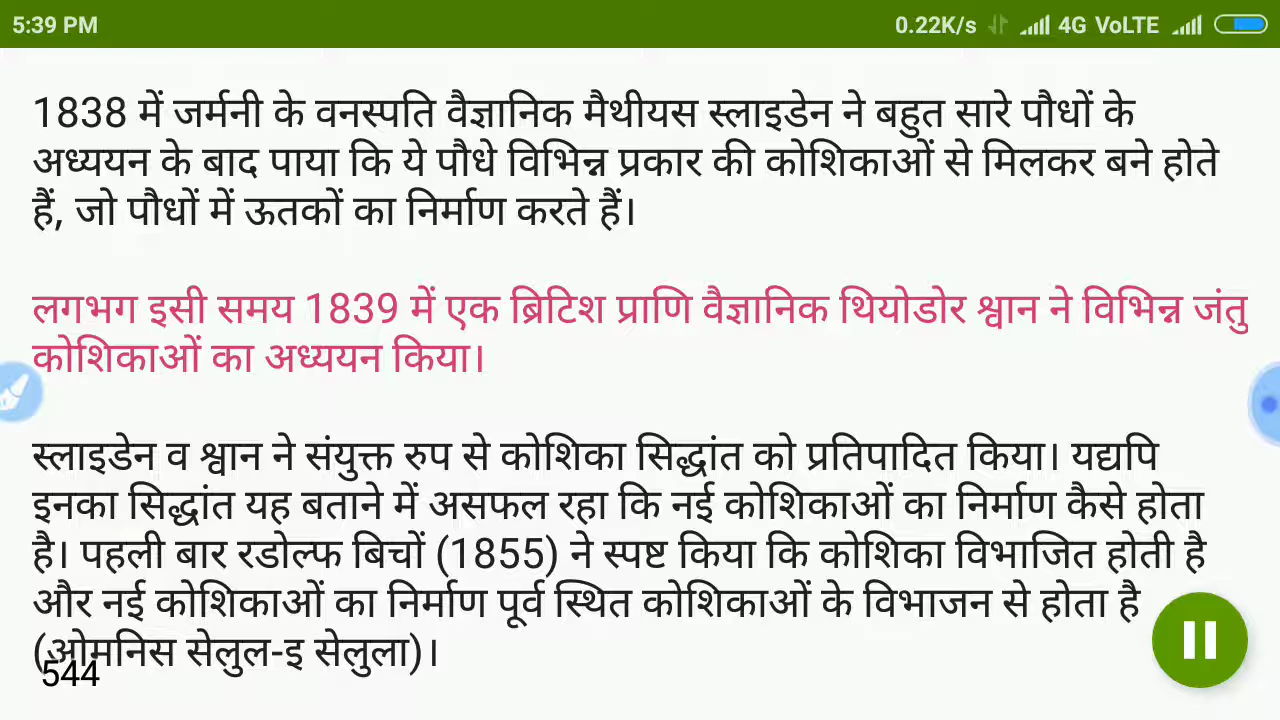 5:39 PM
0.22K/s 4G VoLTE
1838 में जर्मनी के वनस्पति वैज्ञानिक मैथीयस स्लाइडेन ने बहुत सारे पौधों के
अध्ययन के बाद पाया कि ये पौधे विभिन्न प्रकार की कोशिकाओं से मिलकर बने होते
हैं, जो पौधों में ऊतकों का निर्माण करते हैं।
लगभग इसी समय 1839 में एक ब्रिटिश प्राणि वैज्ञानिक थियोडोर श्वान ने विभिन्न जंतु
कोशिकाओं का अध्ययन किया।
स्लाइडेन व श्वान ने संयुक्त रुप से कोशिका सिद्धांत को प्रतिपादित किया। यद्यपि
इनका सिद्धांत यह बताने में असफल रहा कि नई कोशिकाओं का निर्माण कैसे होता
है। पहली बार रडोल्फ बिर्चो (1855) ने स्पष्ट किया कि कोशिका विभाजित होती है
और नई कोशिकाओं का निर्माण पूर्व स्थित कोशिकाओं के विभाजन से होता है
(ओमनिस सेलुल-इ सेलुला)।
544